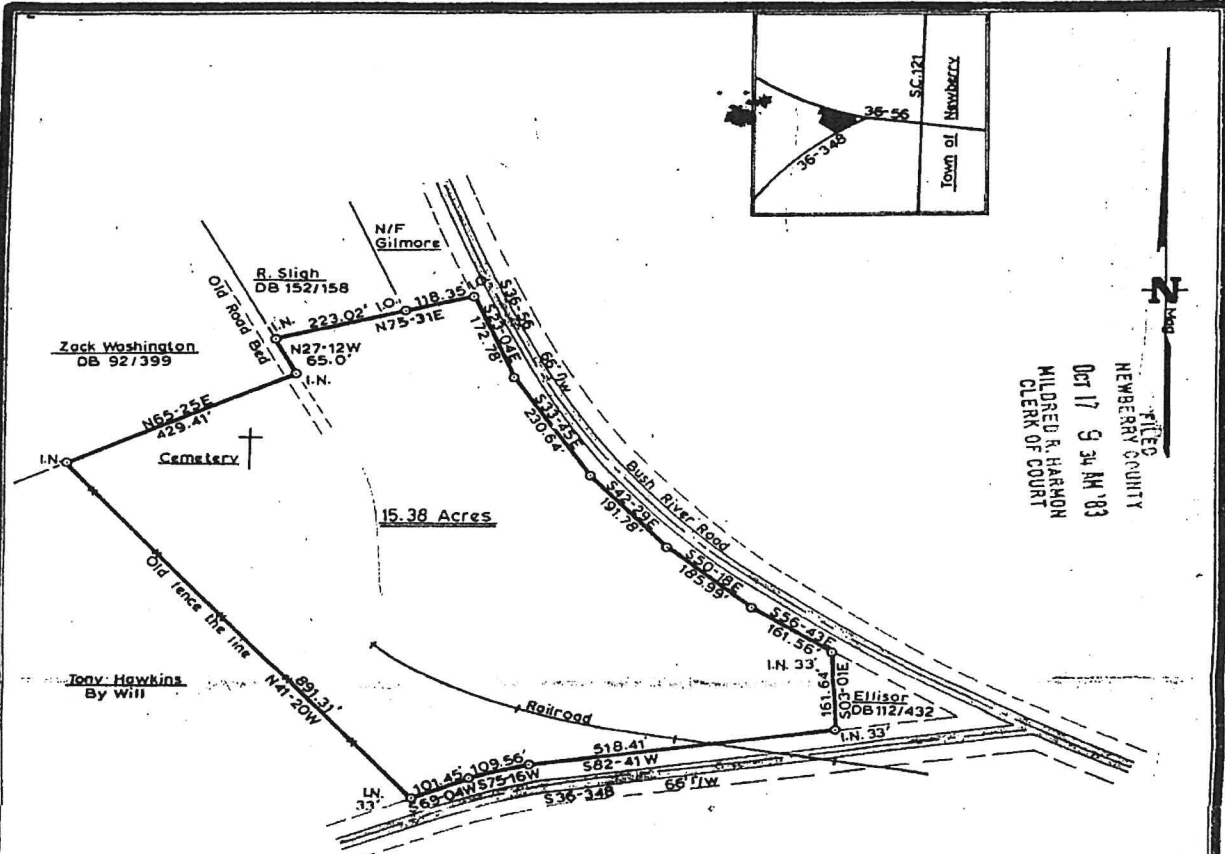 S.C.121
36-56
36-348
Town of Newberry
N
Mag
FILED
NEWBERRY COUNTY
OCT 17 9 34 AM '83
MILDRED R. HARMON
CLERK OF COURT
N/F
Gilmore
R. Sligh
DB 152/158
Old Road Bed
Zack Washington
DB 92/399
I.N.
223.02'
I.O.
118.35'
N75-31E
N27-12W
65.0'
I.N.
N65-25E
429.41'
I.N.
Cemetery
15.38 Acres
S36-56
66' r/w
Bush River Road
S23-04E
172.78'
S33-45E
230.64'
S42-29E
191.78'
S50-18E
185.99'
S56-43E
161.56'
I.N. 33'
161.64'
S03-01E
Ellisor
DB 112/432
I.N. 33'
Old fence the line
891.31'
N41-20W
Tony Hawkins
By Will
Railroad
518.41'
S82-41W
109.56'
S75-16W
101.45'
S69-04W
I.N.
33'
S36-348
66' r/w